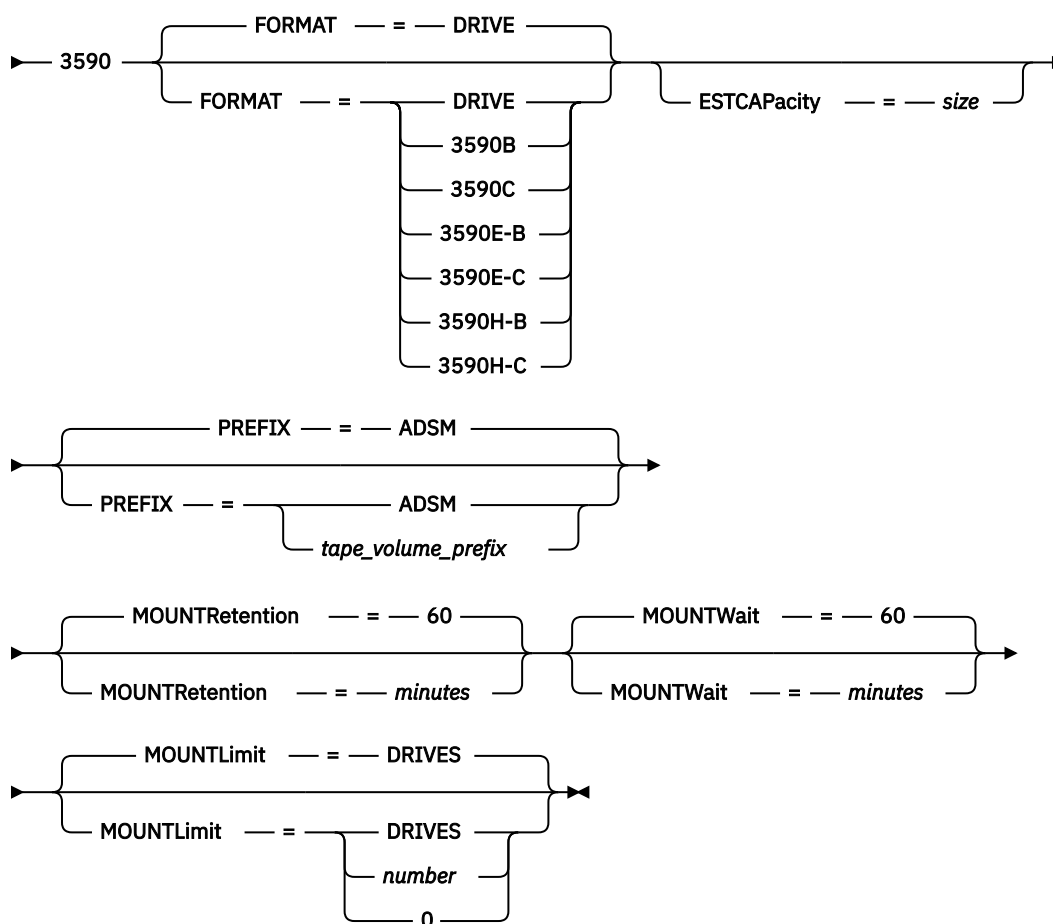 FORMAT = DRIVE
3590
FORMAT = DRIVE
ESTCAPacity = size
3590B
3590C
3590E-B
3590E-C
3590H-B
3590H-C
PREFIX = ADSM
PREFIX = ADSM
tape_volume_prefix
MOUNTRetention = 60 MOUNTWait = 60
MOUNTRetention = minutes MOUNTWait = minutes
MOUNTLimit = DRIVES
MOUNTLimit = DRIVES
number
0